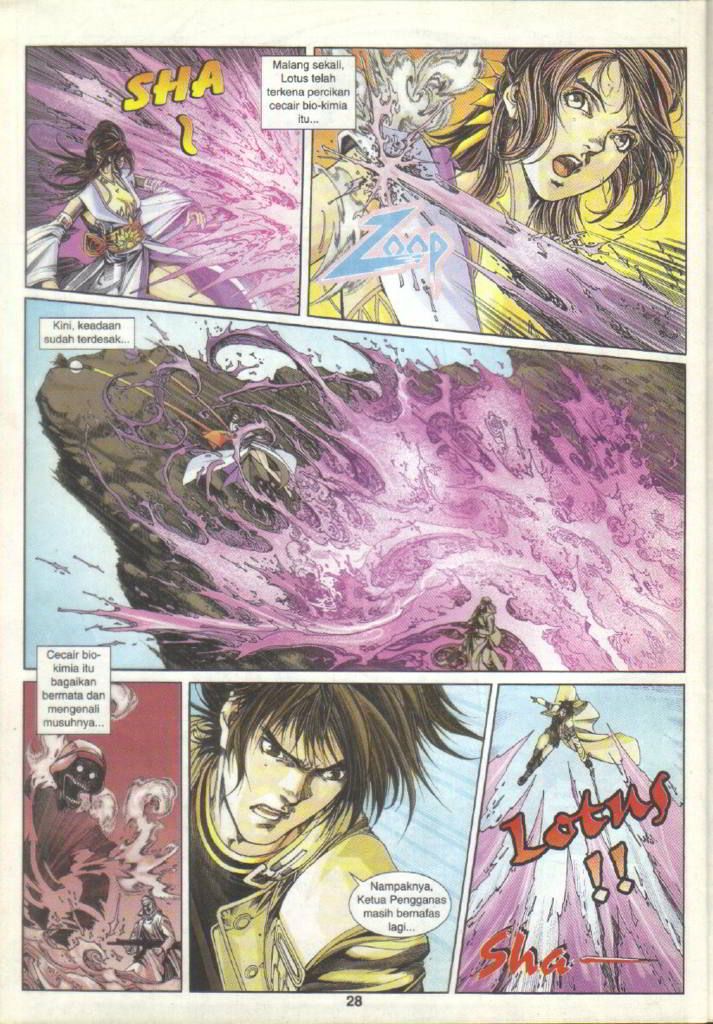 SHA
Malang sekali,
Lotus telah
terkena percikan
cecair bio-kimia
itu...
Zoop
Kini, keadaan
sudah terdesak...
Cecair bio-
kimia itu
bagaikan
bermata dan
mengenali
musuhnya...
Nampaknya,
Ketua Pengganas
masih bernafas
lagi...
Lotus
!!
Sha—
28